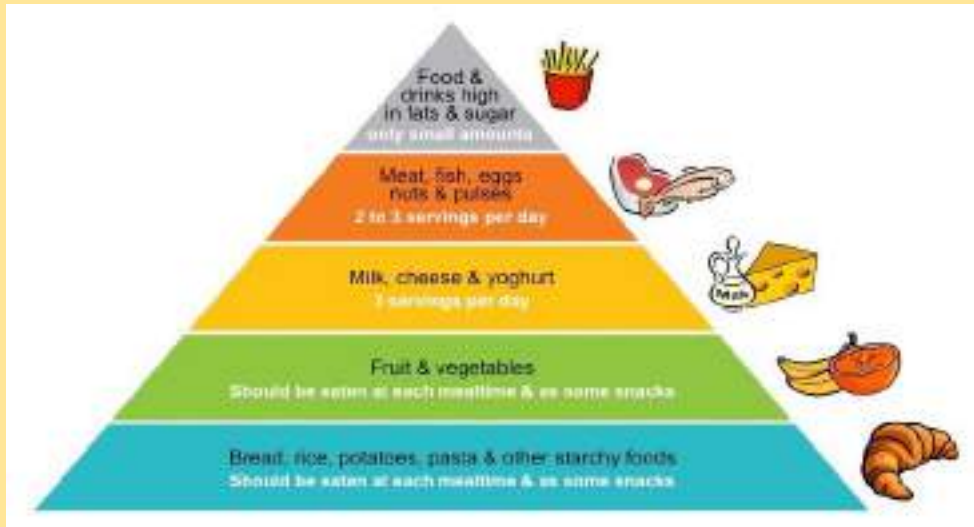 Food &
drinks high
in fats & sugar
only small amounts
Meat, fish, eggs
nuts & pulses
2 to 3 servings per day
Milk, cheese & yoghurt
3 servings per day
Milk
Fruit & vegetables
Should be eaten at each mealtime & as some snacks
Bread, rice, potatoes, pasta & other starchy foods
Should be eaten at each mealtime & as some snacks